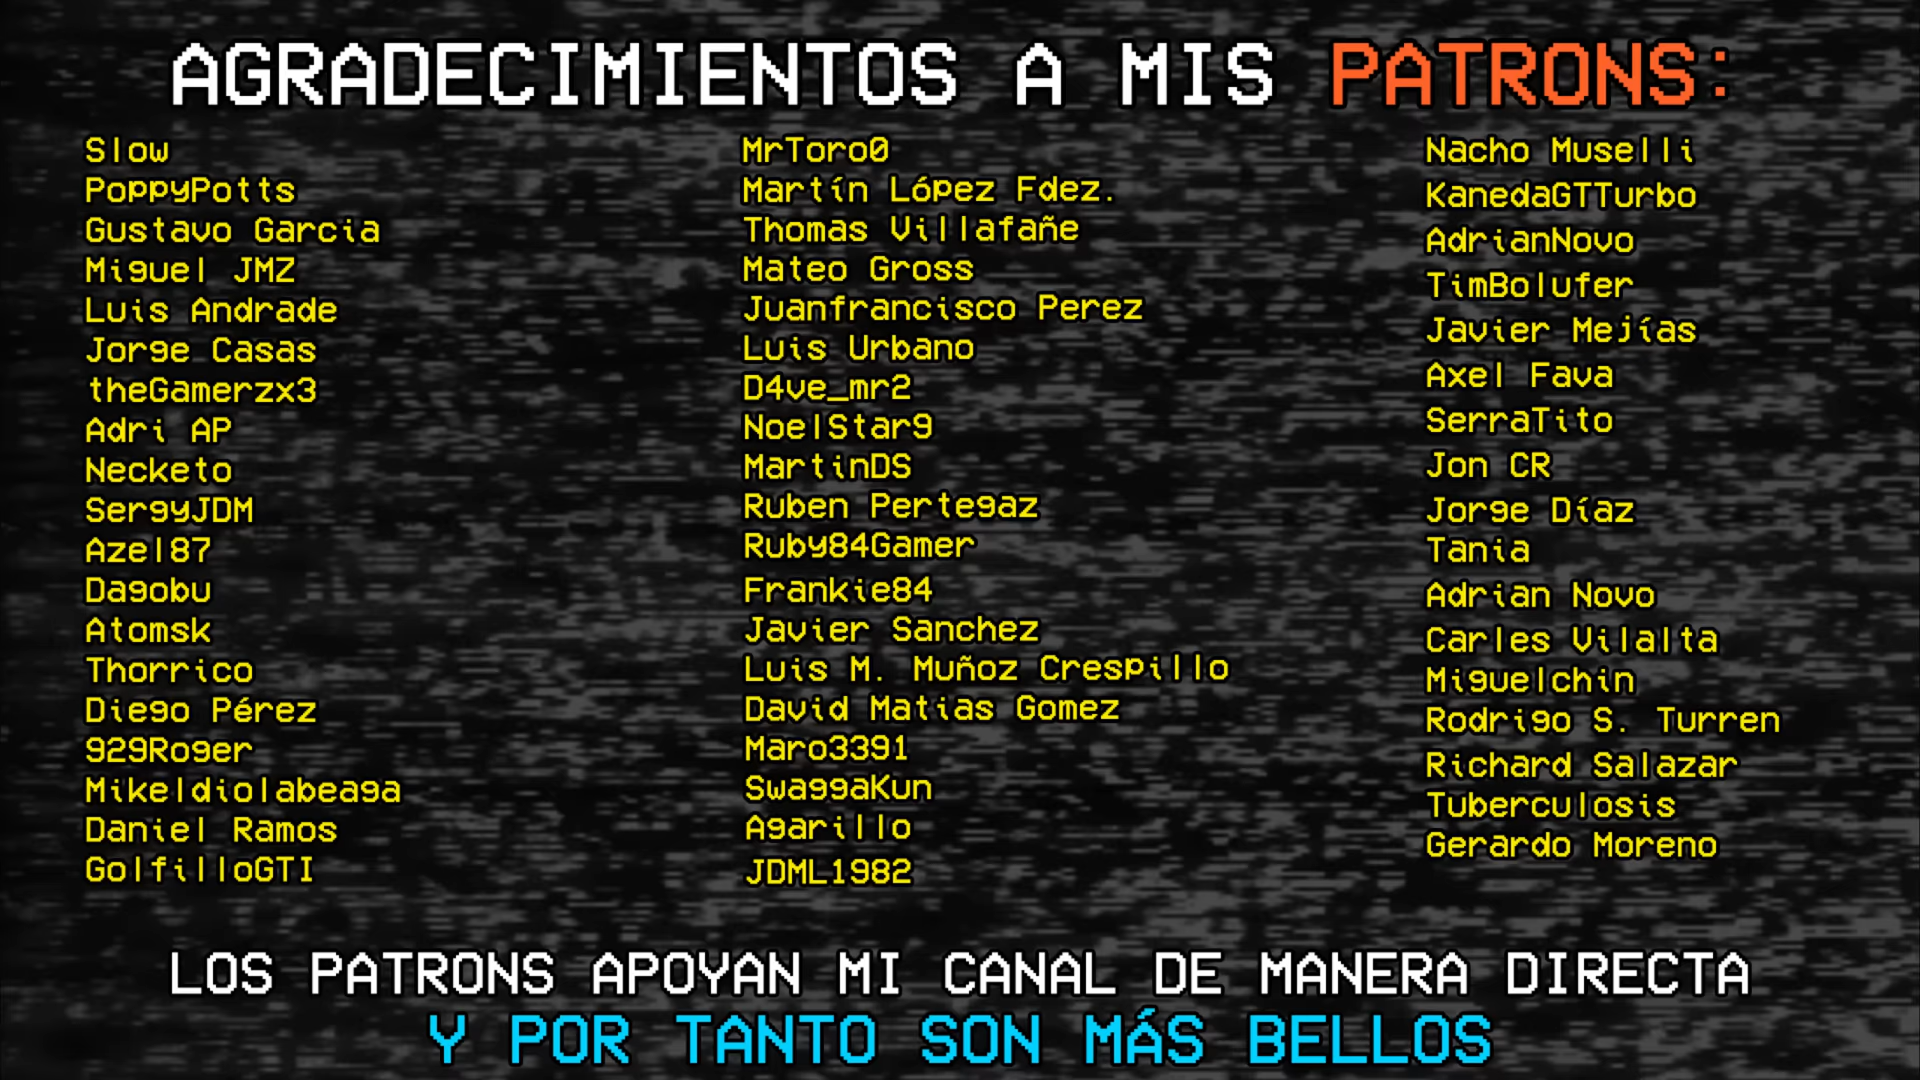 AGRADECIMIENTOS A MIS PATRONS:
Slow
PoppyPotts
Gustavo Garcia
Miguel JMZ
Luis Andrade
Jorge Casas
theGamerzx3
Adri AP
Necketo
SergyJDM
Azel87
Dagobu
Atomsk
Thorrico
Diego Pérez
929Roger
Mikeldiolabeaga
Daniel Ramos
GolfilloGTI
MrToro0
Martín López Fdez.
Thomas Villafañe
Mateo Gross
Juanfrancisco Perez
Luis Urbano
D4ve_mr2
NoelStar9
MartinDS
Ruben Pertegaz
Ruby84Gamer
Frankie84
Javier Sanchez
Luis M. Muñoz Crespillo
David Matias Gomez
Maro3391
SwaggaKun
Agarillo
JDML1982
Nacho Muselli
KanedaGTTurbo
AdrianNovo
TimBolufer
Javier Mejías
Axel Fava
SerraTito
Jon CR
Jorge Díaz
Tania
Adrian Novo
Carles Vilalta
Miguelchin
Rodrigo S. Turren
Richard Salazar
Tuberculosis
Gerardo Moreno
LOS PATRONS APOYAN MI CANAL DE MANERA DIRECTA
Y POR TANTO SON MÁS BELLOS